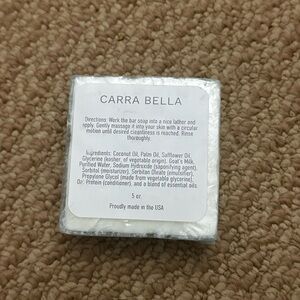 CARRA BELLA
Directions: Work the bar soap into a nice lather and
apply. Gently massage it into your skin with a circular
motion until desired cleanliness is reached. Rinse
thoroughly.
Ingredients: Coconut Oil, Palm Oil, Safflower Oil,
Glycerine (kosher, of vegetable origin), Goat's Milk,
Purified Water, Sodium Hydroxide (saponifying agent),
Sorbitol (moisturizer), Sorbitan Oleate (emulsifier),
Propylene Glycol (made from vegetable glycerine),
Oat Protein (conditioner), and a blend of essential oils.
5 oz
Proudly made in the USA